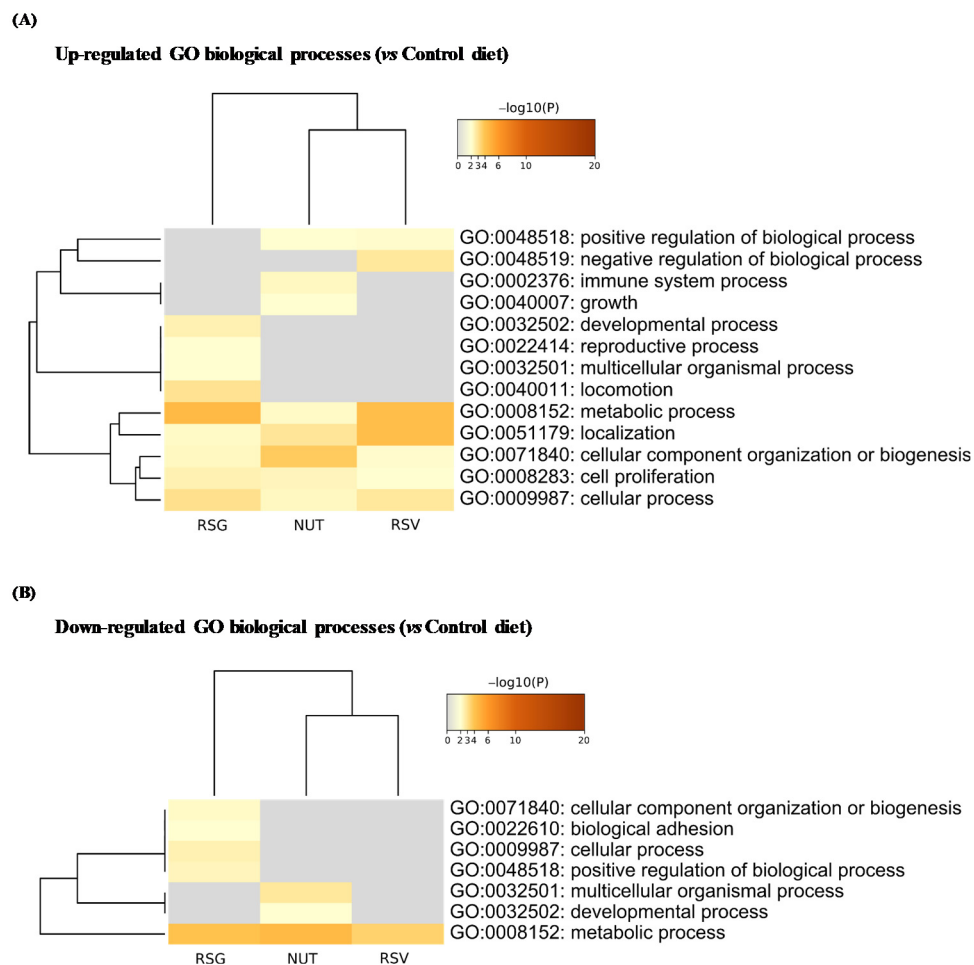 (A)
Up-regulated GO biological processes (vs Control diet)
−log10(P)
0 2 3 4 6 10 20
GO:0048518: positive regulation of biological process
GO:0048519: negative regulation of biological process
GO:0002376: immune system process
GO:0040007: growth
GO:0032502: developmental process
GO:0022414: reproductive process
GO:0032501: multicellular organismal process
GO:0040011: locomotion
GO:0008152: metabolic process
GO:0051179: localization
GO:0071840: cellular component organization or biogenesis
GO:0008283: cell proliferation
GO:0009987: cellular process
RSG NUT RSV
(B)
Down-regulated GO biological processes (vs Control diet)
−log10(P)
0 2 3 4 6 10 20
GO:0071840: cellular component organization or biogenesis
GO:0022610: biological adhesion
GO:0009987: cellular process
GO:0048518: positive regulation of biological process
GO:0032501: multicellular organismal process
GO:0032502: developmental process
GO:0008152: metabolic process
RSG NUT RSV